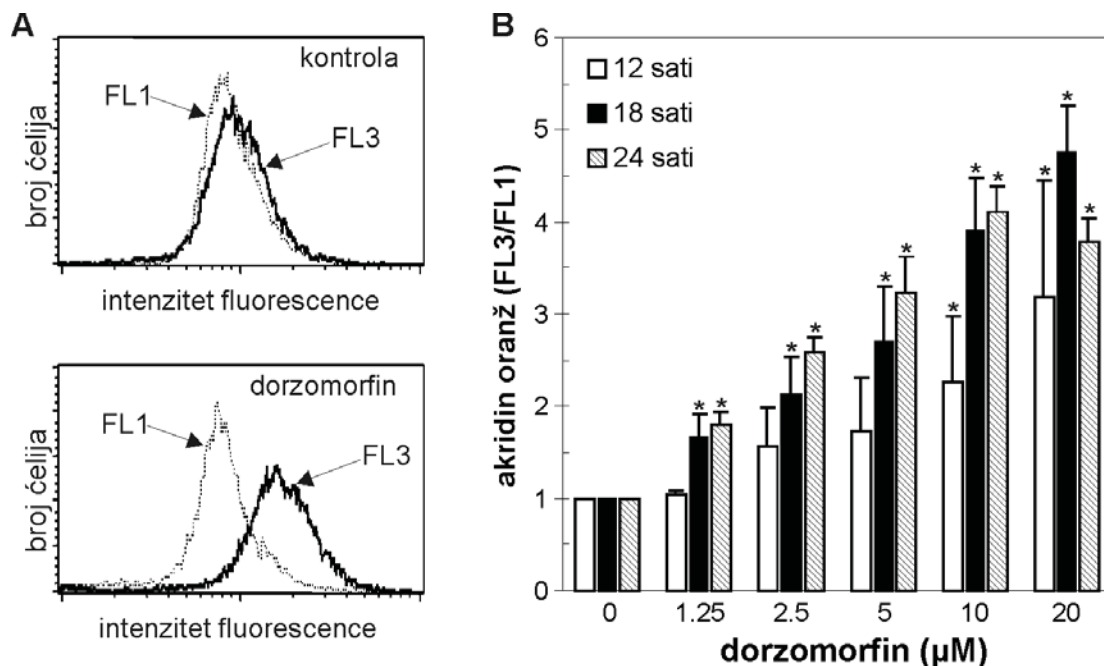 A
kontrola
FL1
FL3
broj ćelija
intenzitet fluorescence
dorzomorfin
FL1
FL3
broj ćelija
intenzitet fluorescence
B
6
5
4
3
2
1
0
akridin oranž (FL3/FL1)
12 sati
18 sati
24 sati
*
*
*
*
*
*
*
*
*
*
*
*
0 1.25 2.5 5 10 20
dorzomorfin (µM)